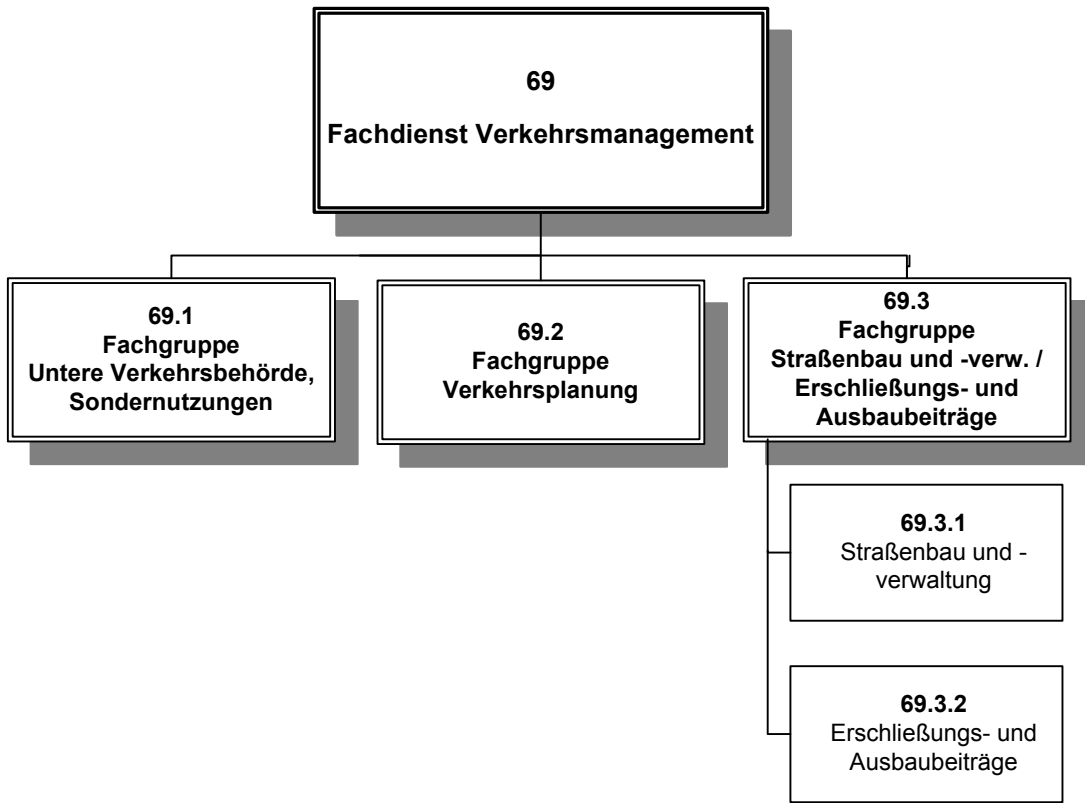 69
Fachdienst Verkehrsmanagement
69.1
Fachgruppe
Untere Verkehrsbehörde,
Sondernutzungen
69.2
Fachgruppe
Verkehrsplanung
69.3
Fachgruppe
Straßenbau und -verw. /
Erschließungs- und
Ausbaubeiträge
69.3.1
Straßenbau und -
verwaltung
69.3.2
Erschließungs- und
Ausbaubeiträge